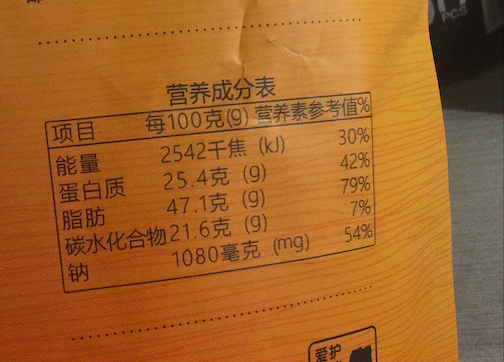 PCS
营养成分表
项目 每100克(g) 营养素参考值%
能量 2542千焦 (kJ) 30%
蛋白质 25.4克 (g) 42%
脂肪 47.1克 (g) 79%
碳水化合物 21.6克 (g) 7%
钠 1080毫克 (mg) 54%
爱护